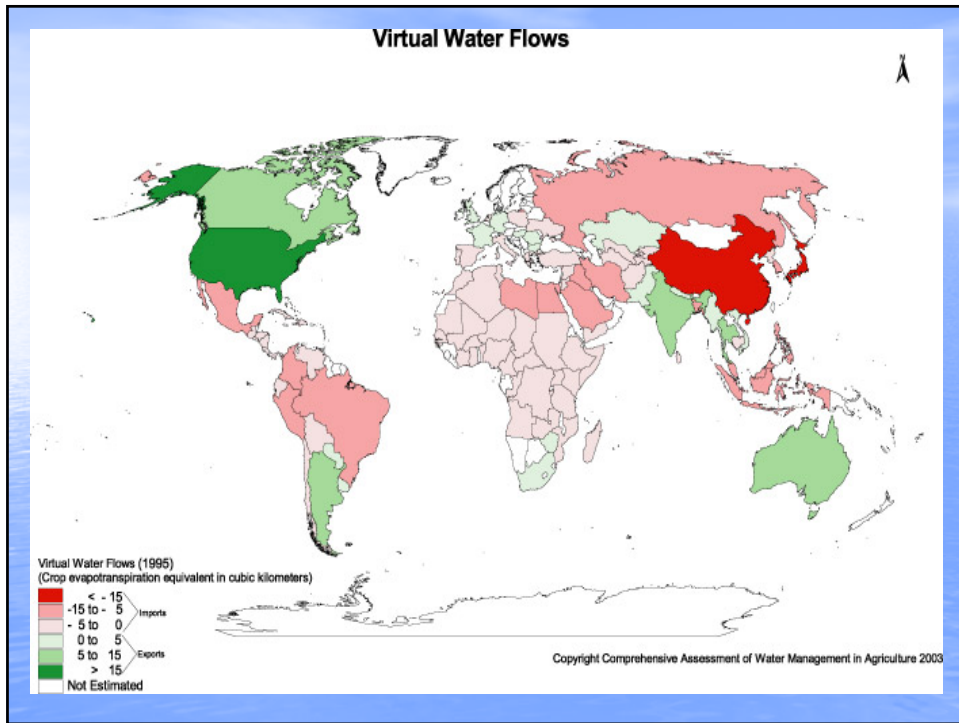 Virtual Water Flows
N
Virtual Water Flows (1995)
(Crop evapotranspiration equivalent in cubic kilometers)
< - 15
-15 to - 5
- 5 to 0
Imports
0 to 5
5 to 15
Exports
> 15
Not Estimated
Copyright Comprehensive Assessment of Water Management in Agriculture 2003